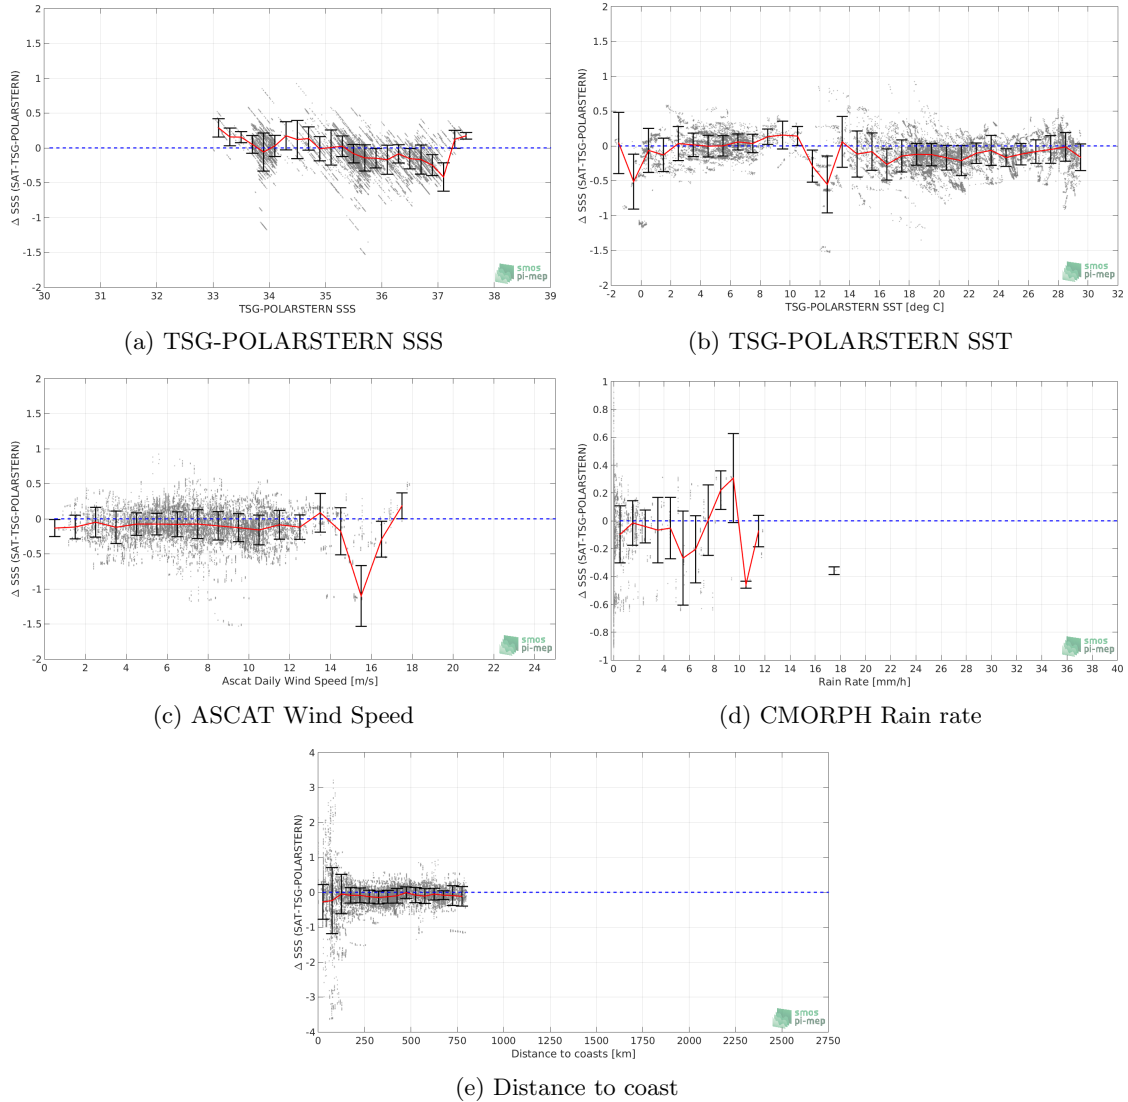 2
1.5
1
0.5
0
-0.5
-1
-1.5
-2
Δ SSS (SAT-TSG-POLARSTERN)
30 31 32 33 34 35 36 37 38 39
TSG-POLARSTERN SSS
smos
pi-mep
(a) TSG-POLARSTERN SSS
2
1.5
1
0.5
0
-0.5
-1
-1.5
-2
Δ SSS (SAT-TSG-POLARSTERN)
-2 0 2 4 6 8 10 12 14 16 18 20 22 24 26 28 30 32
TSG-POLARSTERN SST [deg C]
smos
pi-mep
(b) TSG-POLARSTERN SST
2
1.5
1
0.5
0
-0.5
-1
-1.5
-2
Δ SSS (SAT-TSG-POLARSTERN)
0 2 4 6 8 10 12 14 16 18 20 22 24
Ascat Daily Wind Speed [m/s]
smos
pi-mep
(c) ASCAT Wind Speed
1
0.8
0.6
0.4
0.2
0
-0.2
-0.4
-0.6
-0.8
-1
Δ SSS (SAT-TSG-POLARSTERN)
0 2 4 6 8 10 12 14 16 18 20 22 24 26 28 30 32 34 36 38 40
Rain Rate [mm/h]
smos
pi-mep
(d) CMORPH Rain rate
4
3
2
1
0
-1
-2
-3
-4
Δ SSS (SAT-TSG-POLARSTERN)
0 250 500 750 1000 1250 1500 1750 2000 2250 2500 2750
Distance to coasts [km]
smos
pi-mep
(e) Distance to coast